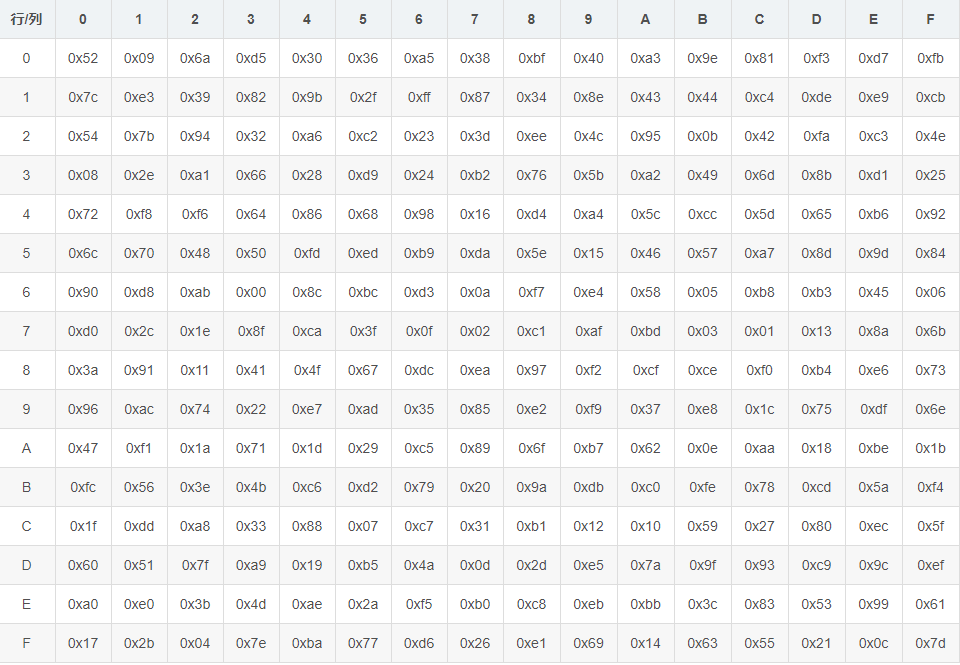 行/列 0 1 2 3 4 5 6 7 8 9 A B C D E F
0 0x52 0x09 0x6a 0xd5 0x30 0x36 0xa5 0x38 0xbf 0x40 0xa3 0x9e 0x81 0xf3 0xd7 0xfb
1 0x7c 0xe3 0x39 0x82 0x9b 0x2f 0xff 0x87 0x34 0x8e 0x43 0x44 0xc4 0xde 0xe9 0xcb
2 0x54 0x7b 0x94 0x32 0xa6 0xc2 0x23 0x3d 0xee 0x4c 0x95 0x0b 0x42 0xfa 0xc3 0x4e
3 0x08 0x2e 0xa1 0x66 0x28 0xd9 0x24 0xb2 0x76 0x5b 0xa2 0x49 0x6d 0x8b 0xd1 0x25
4 0x72 0xf8 0xf6 0x64 0x86 0x68 0x98 0x16 0xd4 0xa4 0x5c 0xcc 0x5d 0x65 0xb6 0x92
5 0x6c 0x70 0x48 0x50 0xfd 0xed 0xb9 0xda 0x5e 0x15 0x46 0x57 0xa7 0x8d 0x9d 0x84
6 0x90 0xd8 0xab 0x00 0x8c 0xbc 0xd3 0x0a 0xf7 0xe4 0x58 0x05 0xb8 0xb3 0x45 0x06
7 0xd0 0x2c 0x1e 0x8f 0xca 0x3f 0x0f 0x02 0xc1 0xaf 0xbd 0x03 0x01 0x13 0x8a 0x6b
8 0x3a 0x91 0x11 0x41 0x4f 0x67 0xdc 0xea 0x97 0xf2 0xcf 0xce 0xf0 0xb4 0xe6 0x73
9 0x96 0xac 0x74 0x22 0xe7 0xad 0x35 0x85 0xe2 0xf9 0x37 0xe8 0x1c 0x75 0xdf 0x6e
A 0x47 0xf1 0x1a 0x71 0x1d 0x29 0xc5 0x89 0x6f 0xb7 0x62 0x0e 0xaa 0x18 0xbe 0x1b
B 0xfc 0x56 0x3e 0x4b 0xc6 0xd2 0x79 0x20 0x9a 0xdb 0xc0 0xfe 0x78 0xcd 0x5a 0xf4
C 0x1f 0xdd 0xa8 0x33 0x88 0x07 0xc7 0x31 0xb1 0x12 0x10 0x59 0x27 0x80 0xec 0x5f
D 0x60 0x51 0x7f 0xa9 0x19 0xb5 0x4a 0x0d 0x2d 0xe5 0x7a 0x9f 0x93 0xc9 0x9c 0xef
E 0xa0 0xe0 0x3b 0x4d 0xae 0x2a 0xf5 0xb0 0xc8 0xeb 0xbb 0x3c 0x83 0x53 0x99 0x61
F 0x17 0x2b 0x04 0x7e 0xba 0x77 0xd6 0x26 0xe1 0x69 0x14 0x63 0x55 0x21 0x0c 0x7d